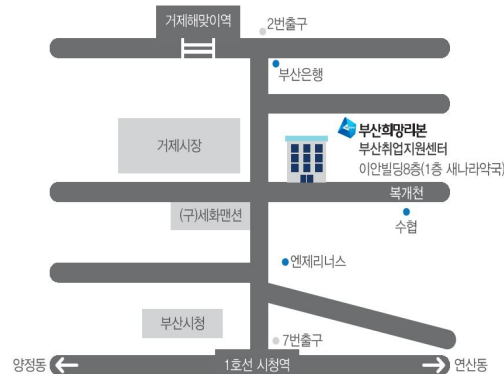 거제해맞이역
2번출구
부산은행
부산희망리본
부산취업지원센터
이안빌딩8층(1층 새나라약국)
거제시장
복개천
(구)세화맨션
수협
엔제리너스
부산시청
7번출구
양정동
1호선 시청역
연산동